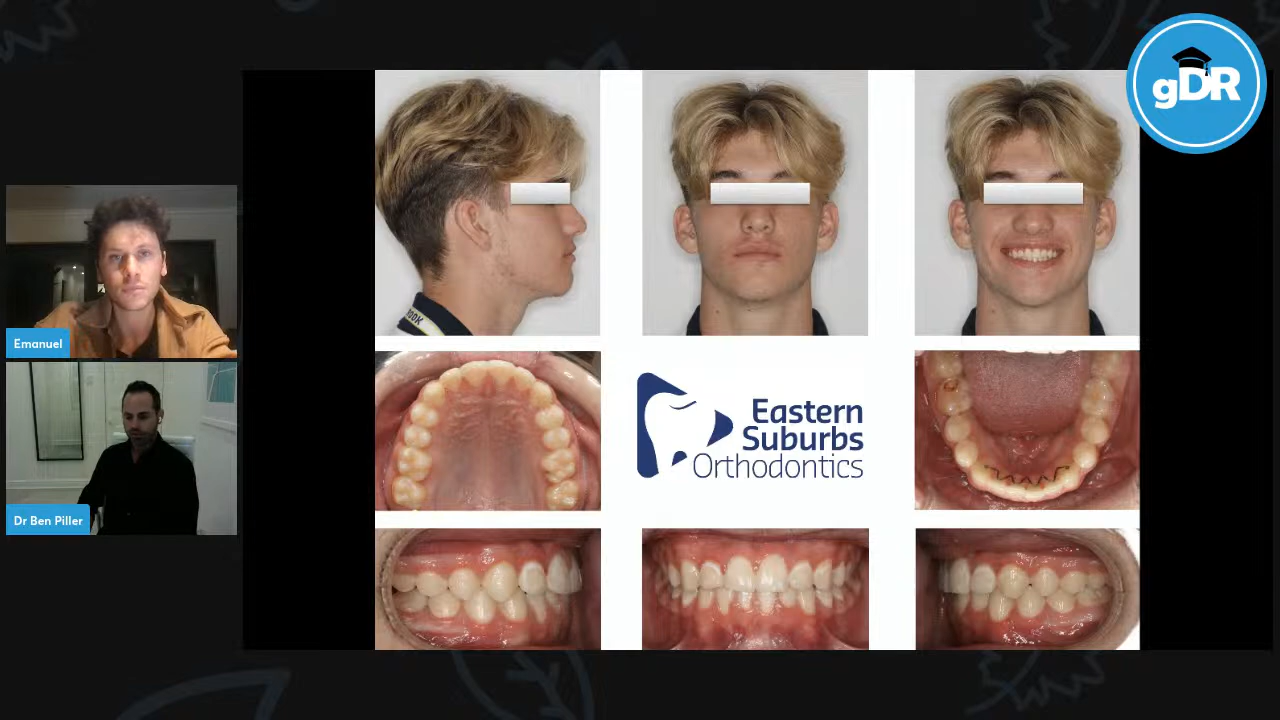 gDR
Emanuel
Dr Ben Piller
Eastern
Suburbs
Orthodontics